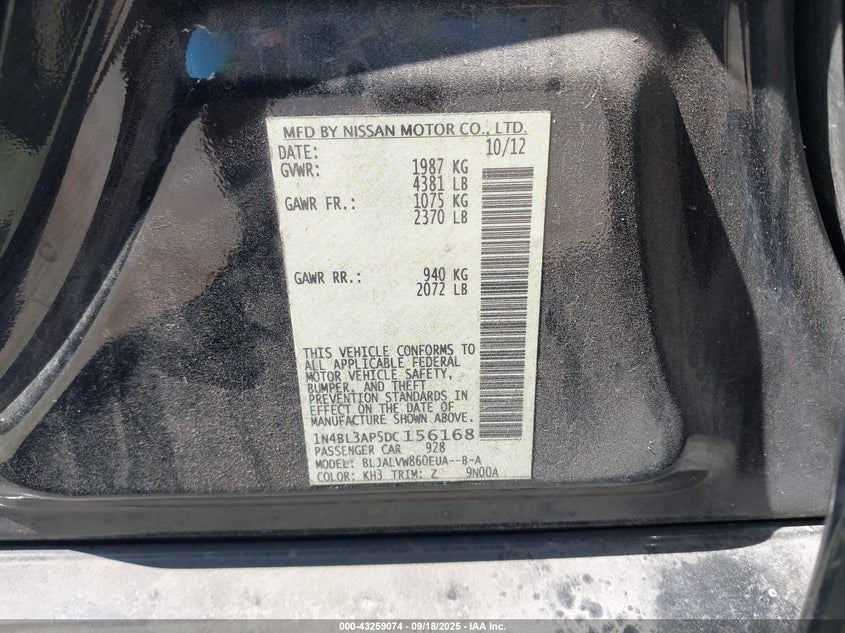 MFD BY NISSAN MOTOR CO., LTD.
DATE: 10/12
GVWR: 1987 KG
4381 LB
GAWR FR.: 1075 KG
2370 LB
GAWR RR.: 940 KG
2072 LB
THIS VEHICLE CONFORMS TO
ALL APPLICABLE FEDERAL
MOTOR VEHICLE SAFETY,
BUMPER, AND THEFT
PREVENTION STANDARDS IN
EFFECT ON THE DATE OF
MANUFACTURE SHOWN ABOVE.
1N4BL3AP5DC156168
PASSENGER CAR 928
MODEL: BLJALVW860EUA--B-A
COLOR: KH3 TRIM: Z 9N00A
000-43259074 - 09/18/2025 - IAA Inc.